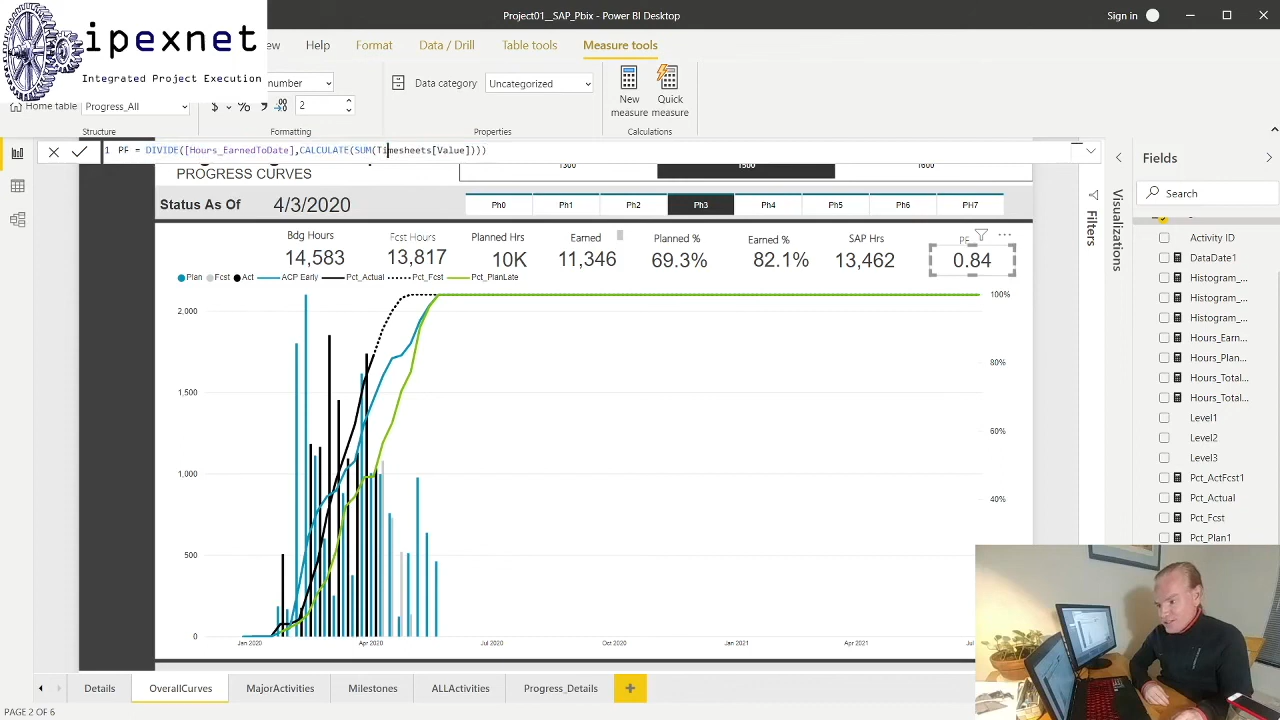 ipexnet
Integrated Project Execution
Project01__SAP_Pbix - Power BI Desktop
Sign in
ew
Help
Format
Data / Drill
Table tools
Measure tools
number
Home table
Progress_All
Structure
$
%
2
Formatting
Data category
Uncategorized
Properties
New measure
Quick measure
Calculations
1 PF = DIVIDE([Hours_EarnedToDate],CALCULATE(SUM(Timesheets[Value])))
PROGRESS CURVES
1300
1500
1600
Status As Of
4/3/2020
Ph0
Ph1
Ph2
Ph3
Ph4
Ph5
Ph6
PH7
Bdg Hours
14,583
Fcst Hours
13,817
Planned Hrs
10K
Earned
11,346
Planned %
69.3%
Earned %
82.1%
SAP Hrs
13,462
PF
0.84
Plan
Fcst
Act
ACP Early
Pct_Actual
Pct_Fcst
Pct_PlanLate
2,000
1,500
1,000
500
0
100%
80%
60%
40%
Jan 2020
Apr 2020
Jul 2020
Oct 2020
Jan 2021
Apr 2021
Filters
Visualizations
Fields
Search
Activity ID
DataDate1
Histogram_...
Histogram_...
Histogram_...
Hours_Earn...
Hours_Plan...
Hours_Total...
Hours_Total...
Level1
Level2
Level3
Pct_ActFcst1
Pct_Actual
Pct_Fcst
Pct_Plan1
Details
OverallCurves
MajorActivities
Milestones
ALLActivities
Progress_Details
PAGE 2 OF 6